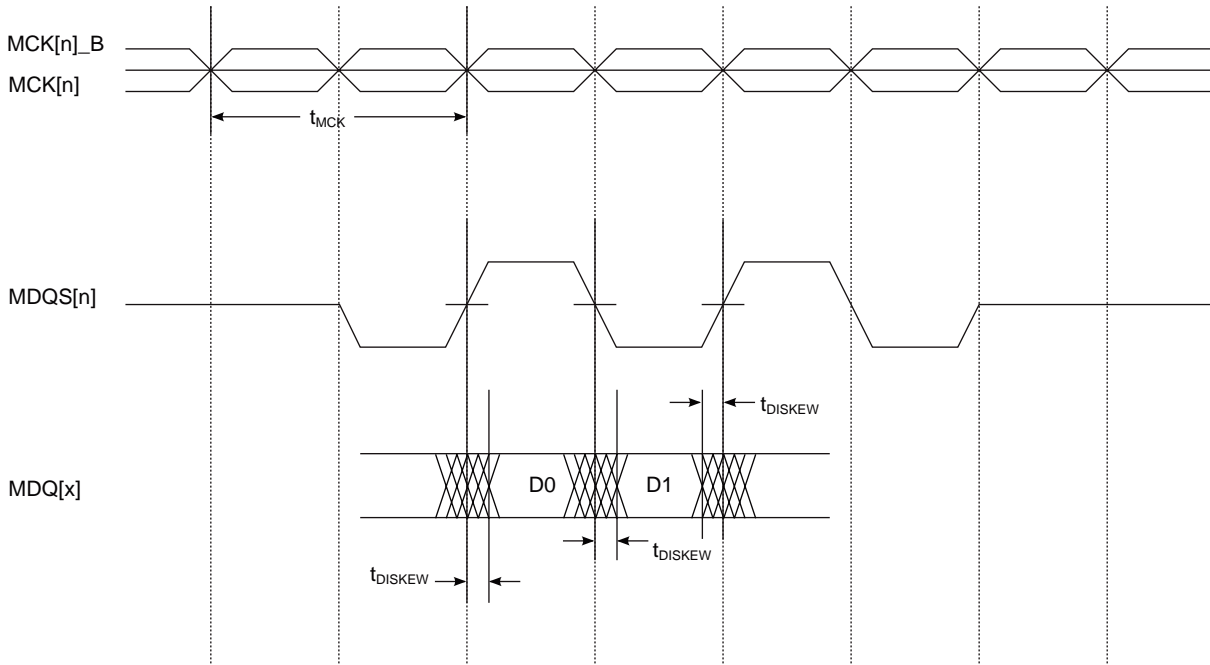 MCK[n]_B
MCK[n]
tMCK
MDQS[n]
tDISKEW
MDQ[x]
D0
D1
tDISKEW
tDISKEW